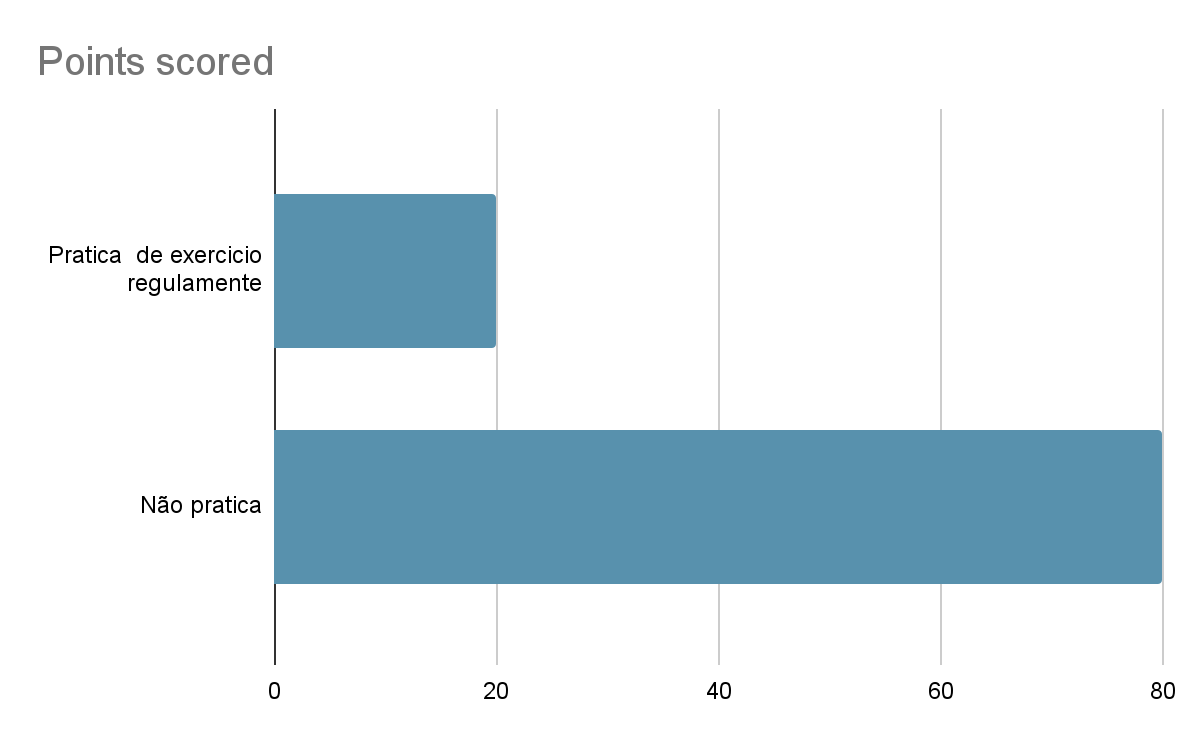 Points scored
Pratica  de exercicio
regulamente
Não pratica
0 20 40 60 80